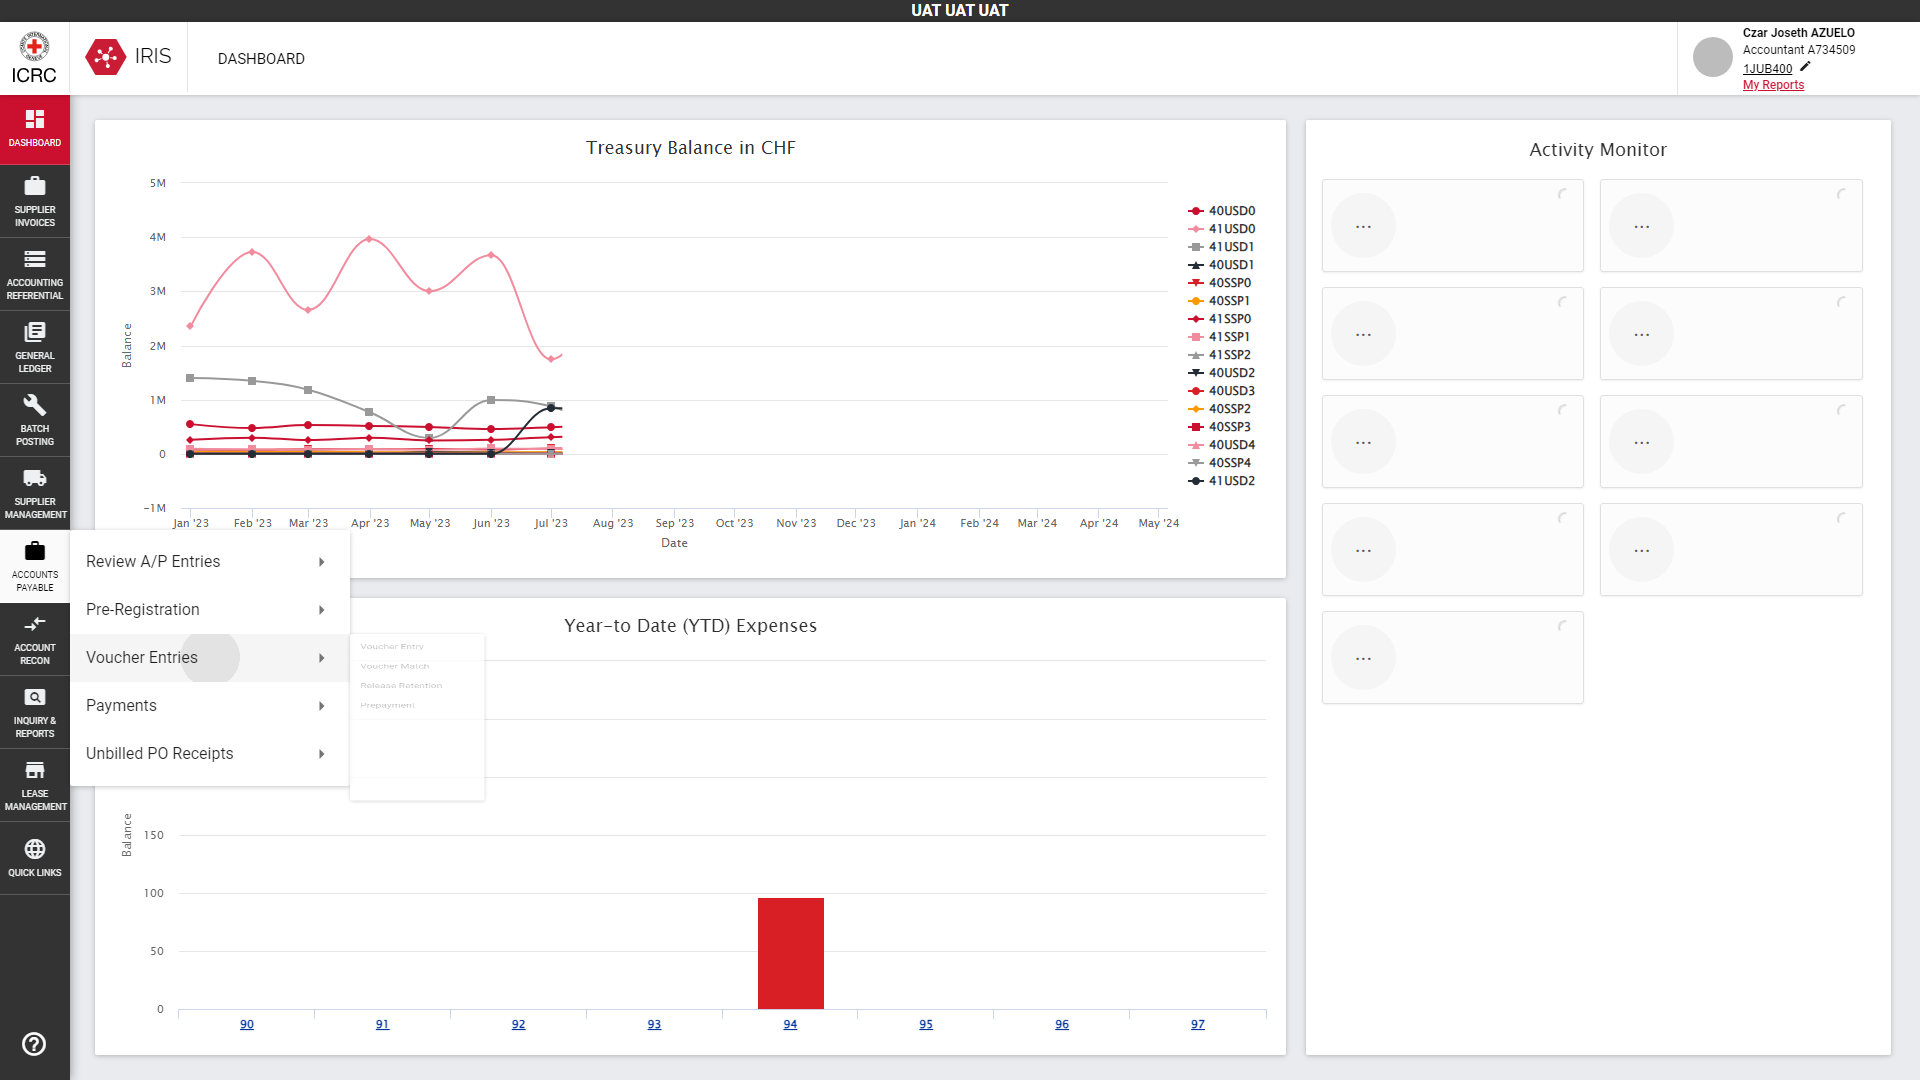 UAT UAT UAT
ICRC
IRIS
DASHBOARD
Czar Joseth AZUELO
Accountant A734509
1JUB400
My Reports
DASHBOARD
SUPPLIER
INVOICES
ACCOUNTING
REFERENTIAL
GENERAL
LEDGER
BATCH
POSTING
SUPPLIER
MANAGEMENT
ACCOUNTS
PAYABLE
ACCOUNT
RECON
INQUIRY &
REPORTS
LEASE
MANAGEMENT
QUICK LINKS
Review A/P Entries
Pre-Registration
Voucher Entries
Payments
Unbilled PO Receipts
Voucher Entry
Voucher Match
Release Retention
Prepayment
Treasury Balance in CHF
5M
4M
3M
2M
1M
0
-1M
Balance
Jan '23 Feb '23 Mar '23 Apr '23 May '23 Jun '23 Jul '23 Aug '23 Sep '23 Oct '23 Nov '23 Dec '23 Jan '24 Feb '24 Mar '24 Apr '24 May '24
Date
40USD0
41USD0
41USD1
40USD1
40SSP0
40SSP1
41SSP0
41SSP1
41SSP2
40USD2
40USD3
40SSP2
40SSP3
40USD4
40SSP4
41USD2
Year-to Date (YTD) Expenses
Balance
150
100
50
0
90 91 92 93 94 95 96 97
Activity Monitor
... ...
... ...
... ...
... ...
...